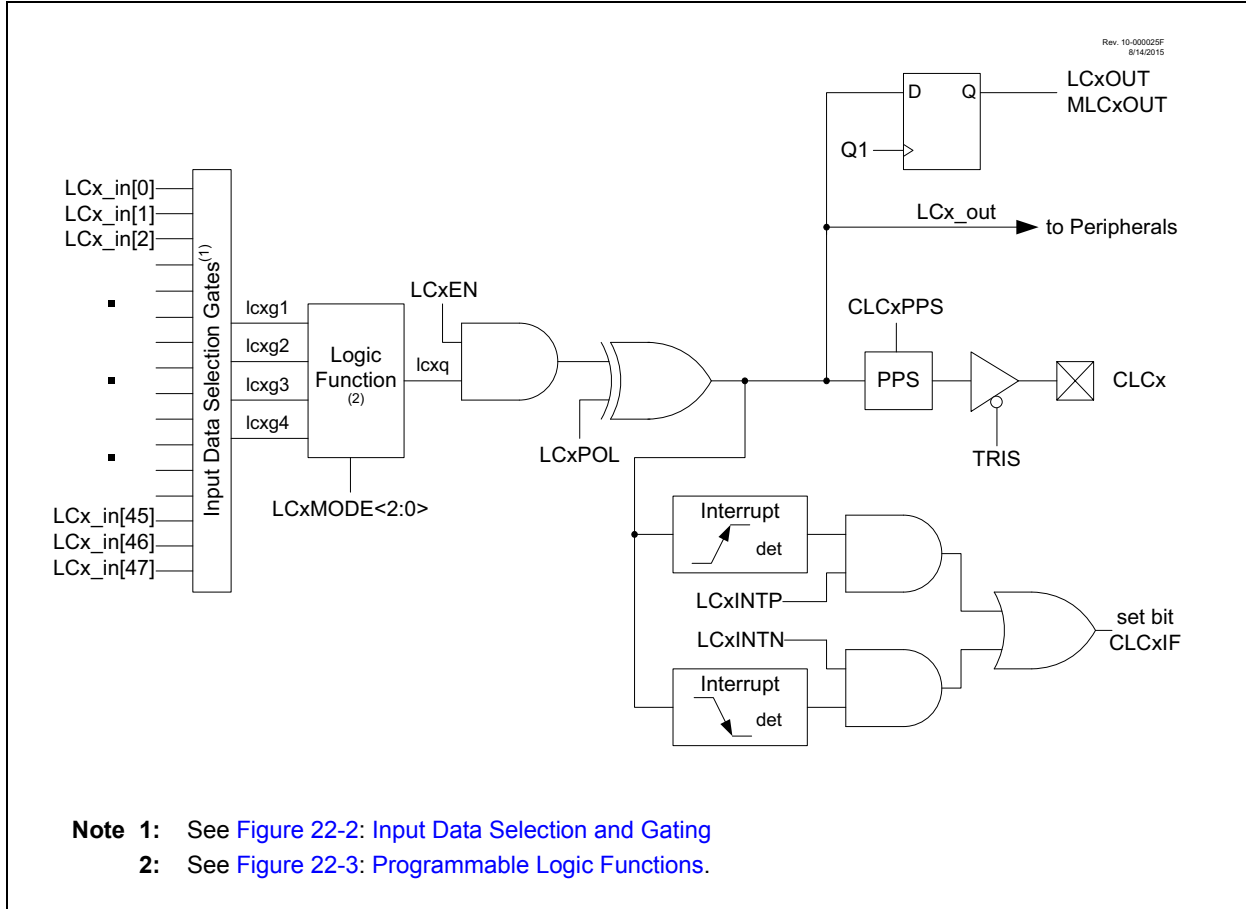 Rev. 10-000025F
8/14/2015
LCx_in[0]
LCx_in[1]
LCx_in[2]
LCx_in[45]
LCx_in[46]
LCx_in[47]
Input Data Selection Gates(1)
lcxg1
lcxg2
lcxg3
lcxg4
Logic
Function
(2)
LCxMODE<2:0>
lcxq
LCxEN
LCxPOL
D Q
Q1
LCxOUT
MLCxOUT
LCx_out
to Peripherals
CLCxPPS
PPS
TRIS
CLCx
Interrupt
det
LCxINTP
LCxINTN
Interrupt
det
set bit
CLCxIF
Note 1: See Figure 22-2: Input Data Selection and Gating
2: See Figure 22-3: Programmable Logic Functions.